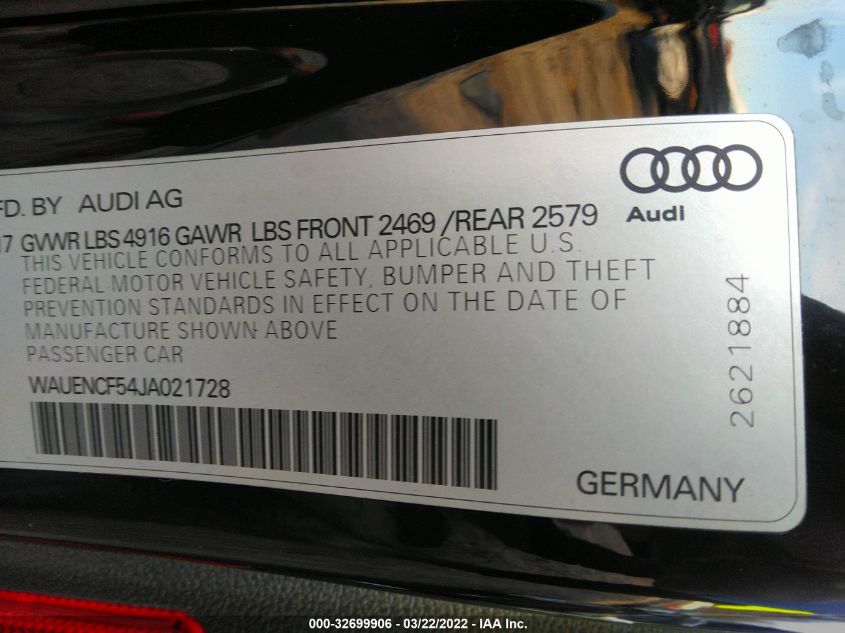 FD. BY AUDI AG
17 GVWR LBS 4916 GAWR LBS FRONT 2469 /REAR 2579
THIS VEHICLE CONFORMS TO ALL APPLICABLE U.S.
FEDERAL MOTOR VEHICLE SAFETY, BUMPER AND THEFT
PREVENTION STANDARDS IN EFFECT ON THE DATE OF
MANUFACTURE SHOWN ABOVE
PASSENGER CAR
WAUENCF54JA021728
Audi
2621884
GERMANY
000-32699906 - 03/22/2022 - IAA Inc.